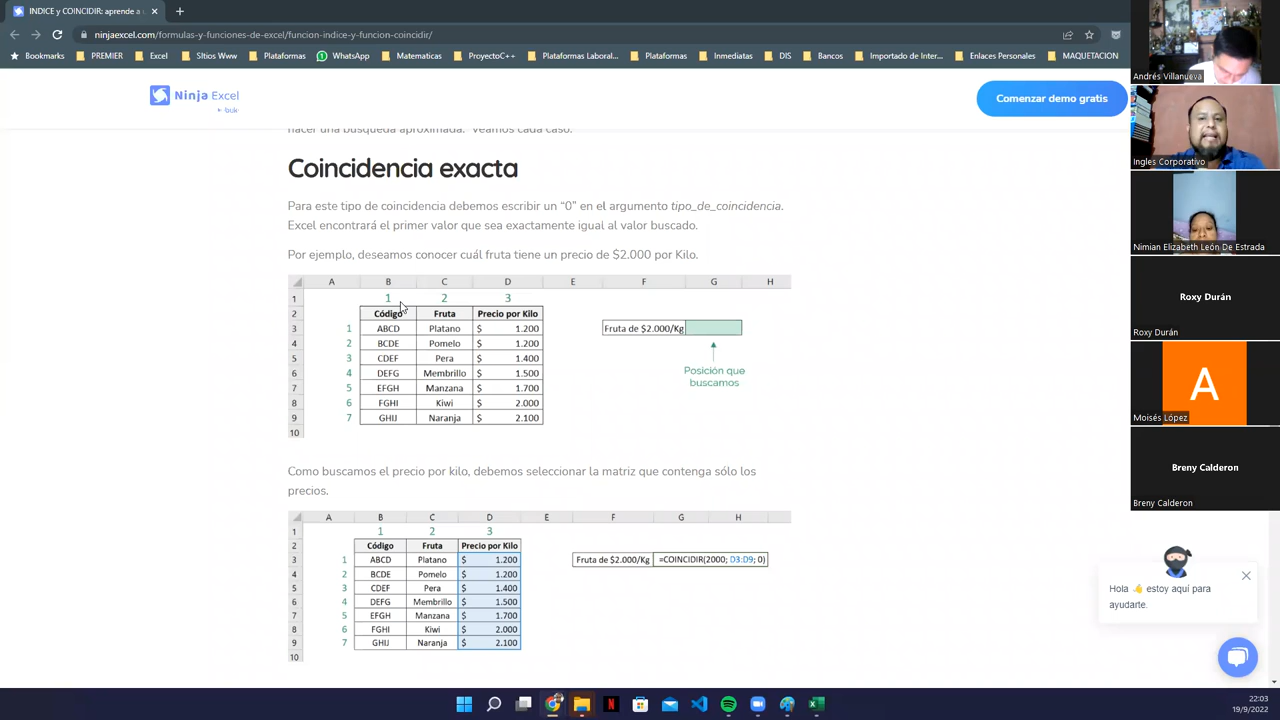 INDICE y COINCIDIR: aprende a u
ninjaexcel.com/formulas-y-funciones-de-excel/funcion-indice-y-funcion-coincidir/
Bookmarks PREMIER SItios Www Plataformas WhatsApp Matematicas ProyectoC++ Plataformas Laboral... Plataformas Inmediatas DIS Bancos Importado de Inter... Enlaces Personales MAQUETACION
Ninja Excel
buk
Comenzar demo gratis
hacer una búsqueda aproximada. Veamos cada caso.
Coincidencia exacta
Para este tipo de coincidencia debemos escribir un “0” en el argumento tipo_de_coincidencia.
Excel encontrará el primer valor que sea exactamente igual al valor buscado.
Por ejemplo, deseamos conocer cuál fruta tiene un precio de $2.000 por Kilo.
A B C D E F G H
1 1 2 3
2 Código Fruta Precio por Kilo
3 1 ABCD Platano $ 1.200 Fruta de $2.000/Kg
4 2 BCDE Pomelo $ 1.200
5 3 CDEF Pera $ 1.400
6 4 DEFG Membrillo $ 1.500
7 5 EFGH Manzana $ 1.700
8 6 FGHI Kiwi $ 2.000
9 7 GHIJ Naranja $ 2.100
10
Posición que
buscamos
Como buscamos el precio por kilo, debemos seleccionar la matriz que contenga sólo los
precios.
A B C D E F G H
1 1 2 3
2 Código Fruta Precio por Kilo
3 1 ABCD Platano $ 1.200 Fruta de $2.000/Kg =COINCIDIR(2000; D3:D9; 0)
4 2 BCDE Pomelo $ 1.200
5 3 CDEF Pera $ 1.400
6 4 DEFG Membrillo $ 1.500
7 5 EFGH Manzana $ 1.700
8 6 FGHI Kiwi $ 2.000
9 7 GHIJ Naranja $ 2.100
10
Hola estoy aquí para
ayudarte.
Andrés Villanueva
Ingles Corporativo
Nimian Elizabeth León De Estrada
Roxy Durán
Roxy Durán
A
Moisés López
Breny Calderon
Breny Calderon
22:03
19/9/2022